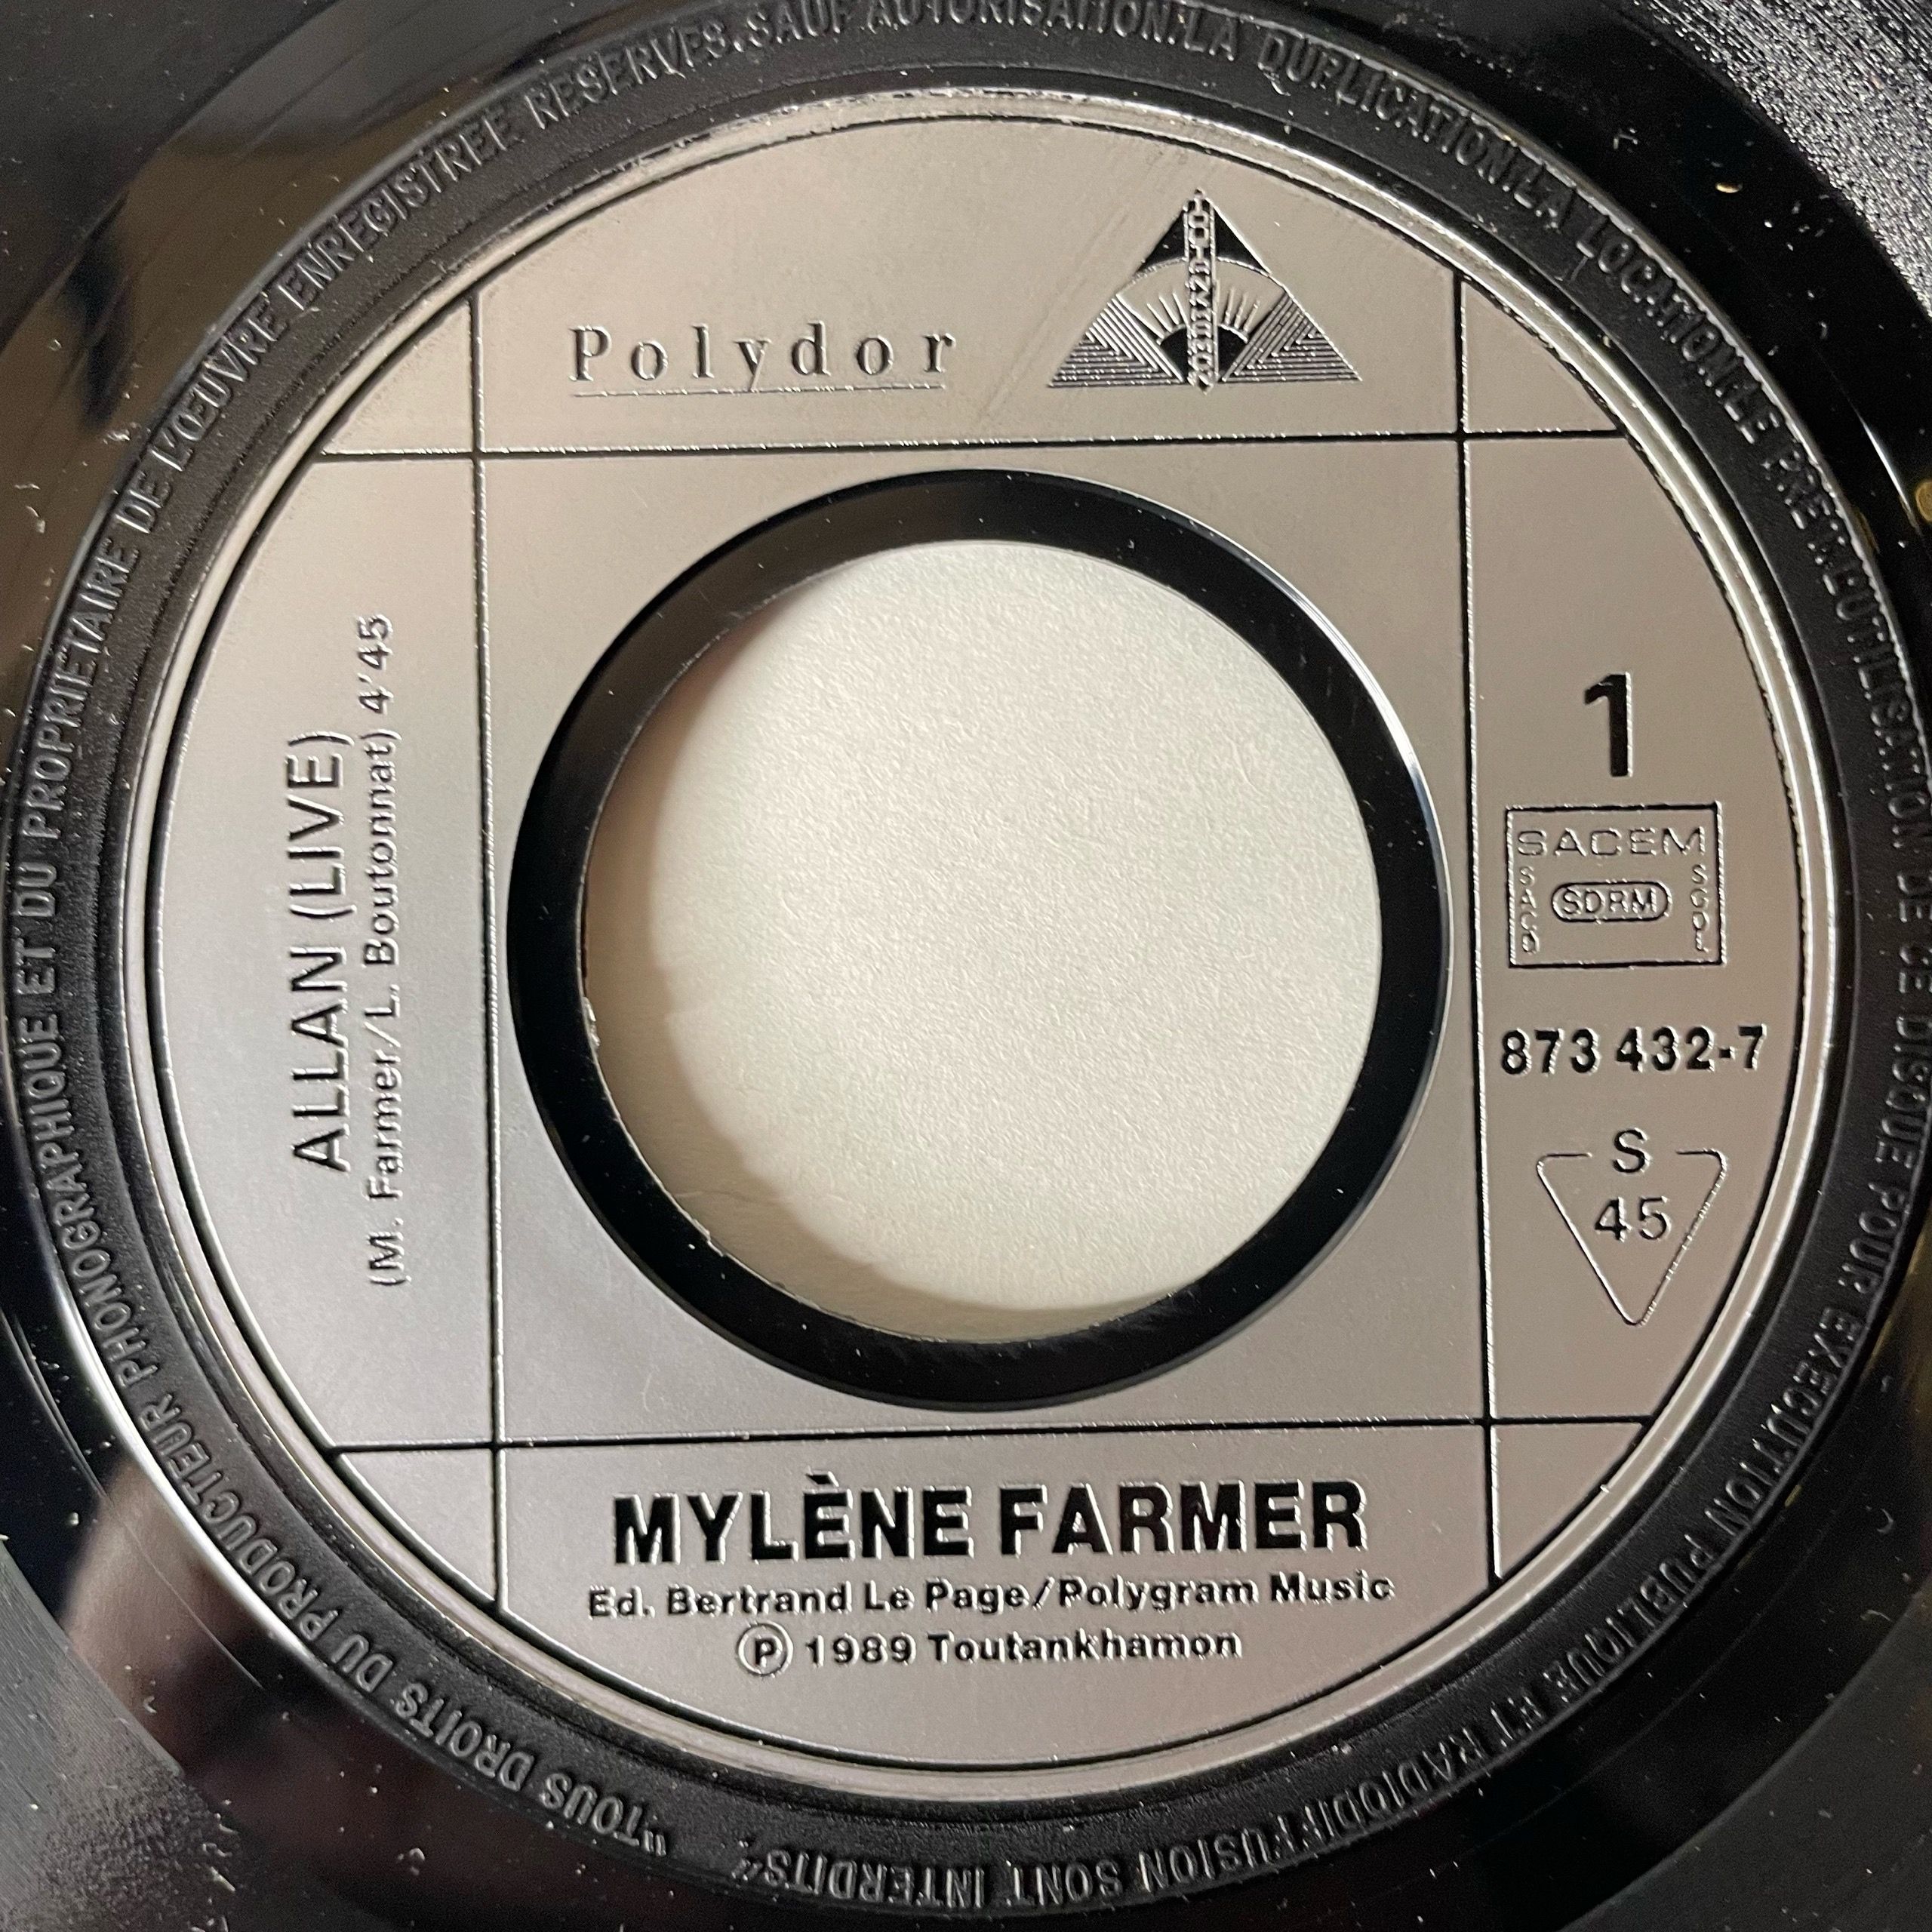 "TOUS DROITS DU PRODUCTEUR PHONOGRAPHIQUE ET DU PROPRIETAIRE DE L'ŒUVRE ENREGISTREE RESERVES. SAUF AUTORISATION.LA DUPLICATION.LA LOCATION.LE PRET.L'UTILISATION DE CE DISQUE POUR EXECUTION PUBLIQUE ET RADIODIFFUSION SONT INTERDITS".
Polydor
TOUTANKHAMON
ALLAN (LIVE)
(M. Farmer/L. Boutonnat) 4'45
1
SACEM
SACD
SDRM
SGDL
873 432-7
S
45
MYLÈNE FARMER
Ed. Bertrand Le Page/Polygram Music
Ⓟ 1989 Toutankhamon